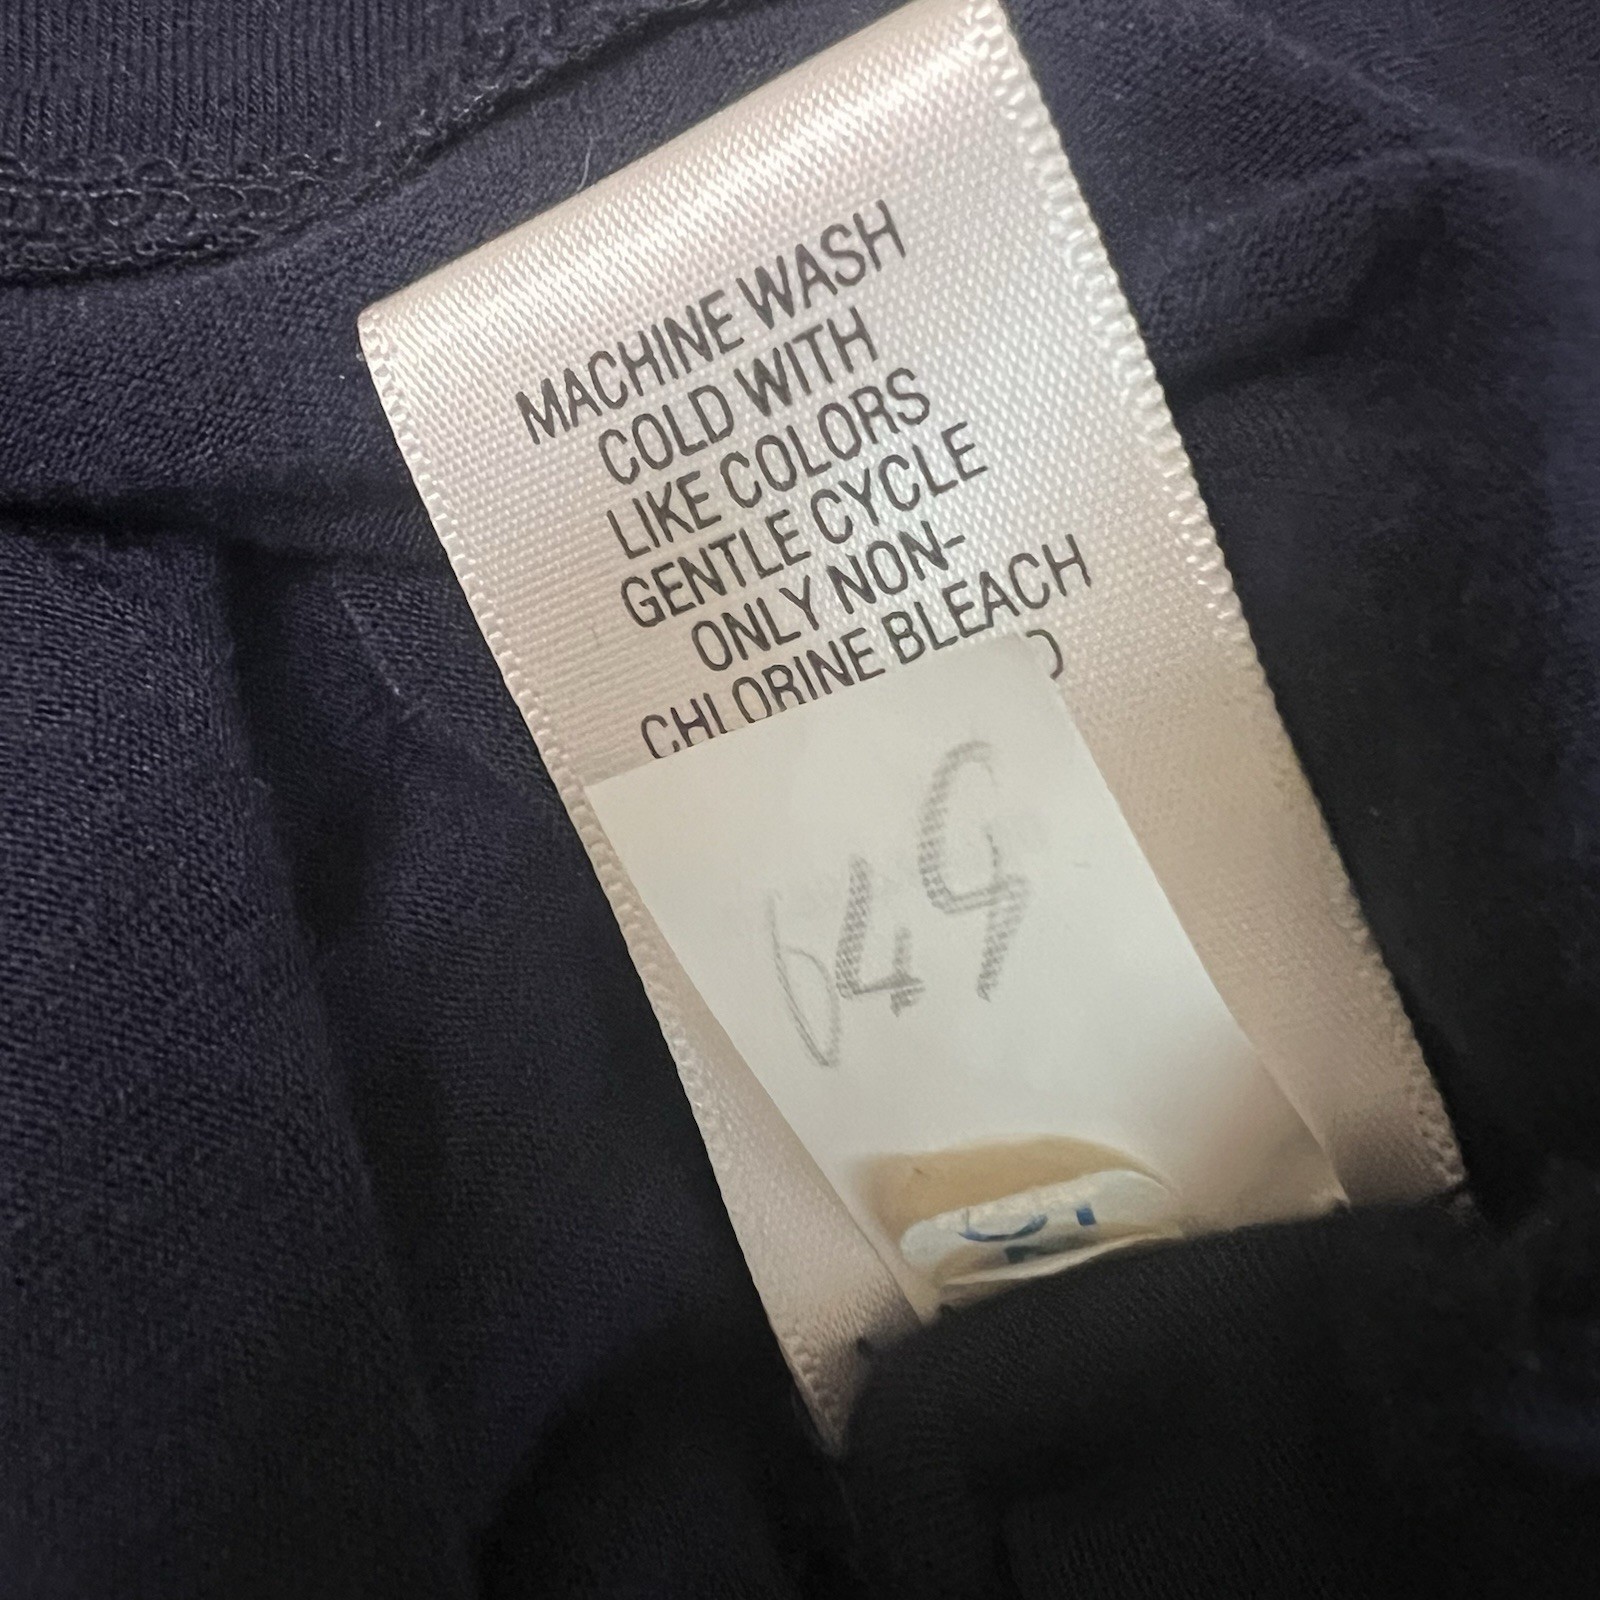 MACHINE WASH
COLD WITH
LIKE COLORS
GENTLE CYCLE
ONLY NON-
CHLORINE BLEACH
649